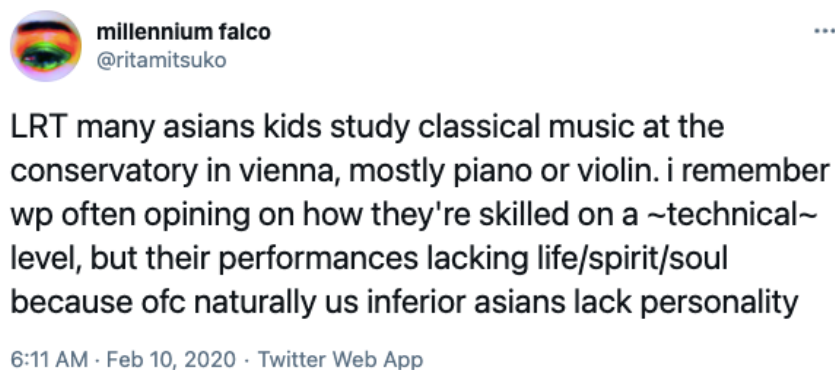 millennium falco
@ritamitsuko
LRT many asians kids study classical music at the
conservatory in vienna, mostly piano or violin. i remember
wp often opining on how they're skilled on a ~technical~
level, but their performances lacking life/spirit/soul
because ofc naturally us inferior asians lack personality
6:11 AM · Feb 10, 2020 · Twitter Web App